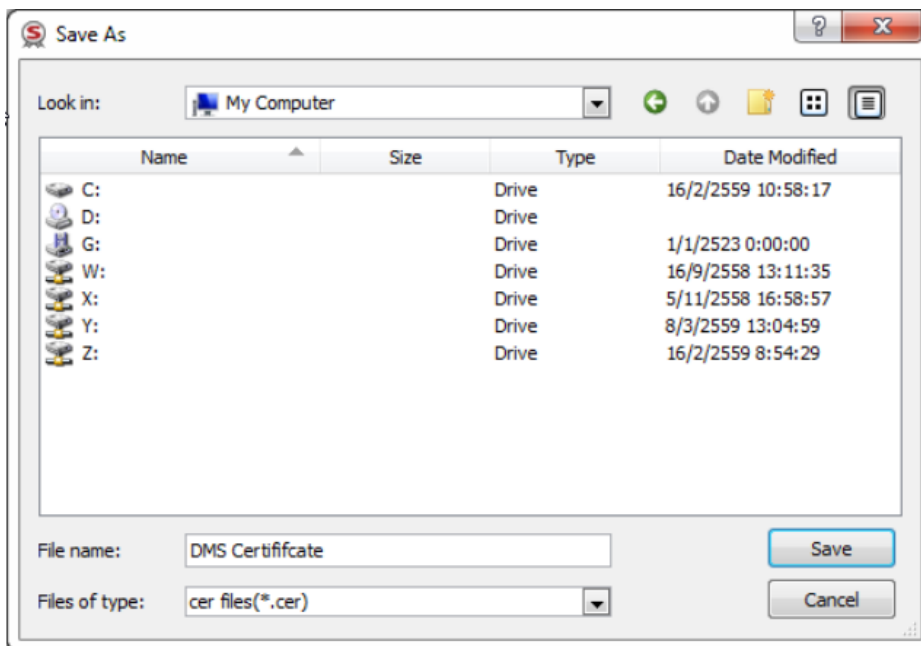 Save As
Look in: My Computer
Name Size Type Date Modified
C: Drive 16/2/2559 10:58:17
D: Drive
G: Drive 1/1/2523 0:00:00
W: Drive 16/9/2558 13:11:35
X: Drive 5/11/2558 16:58:57
Y: Drive 8/3/2559 13:04:59
Z: Drive 16/2/2559 8:54:29
File name: DMS Certififcate Save
Files of type: cer files(*.cer) Cancel